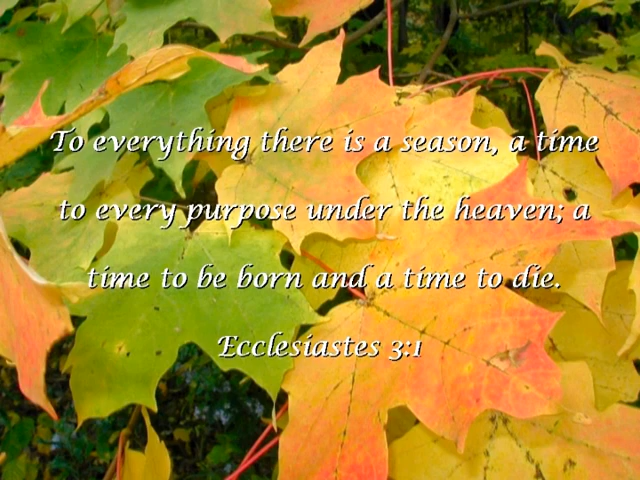 To everything there is a season, a time
to every purpose under the heaven; a
time to be born and a time to die.
Ecclesiastes 3:1